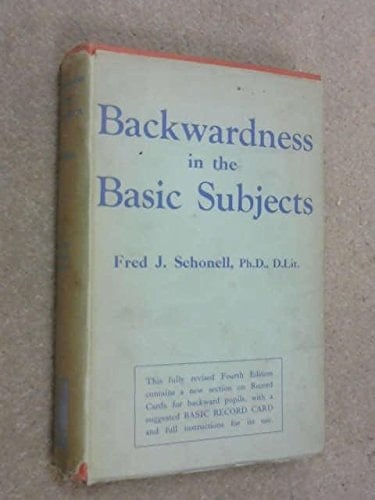 Backwardness
in the
Basic Subjects
Fred J. Schonell, Ph.D., D.Lit.
This fully revised Fourth Edition
contains a new section on Record
Cards for backward pupils, with a
suggested BASIC RECORD CARD
and full instructions for its use.